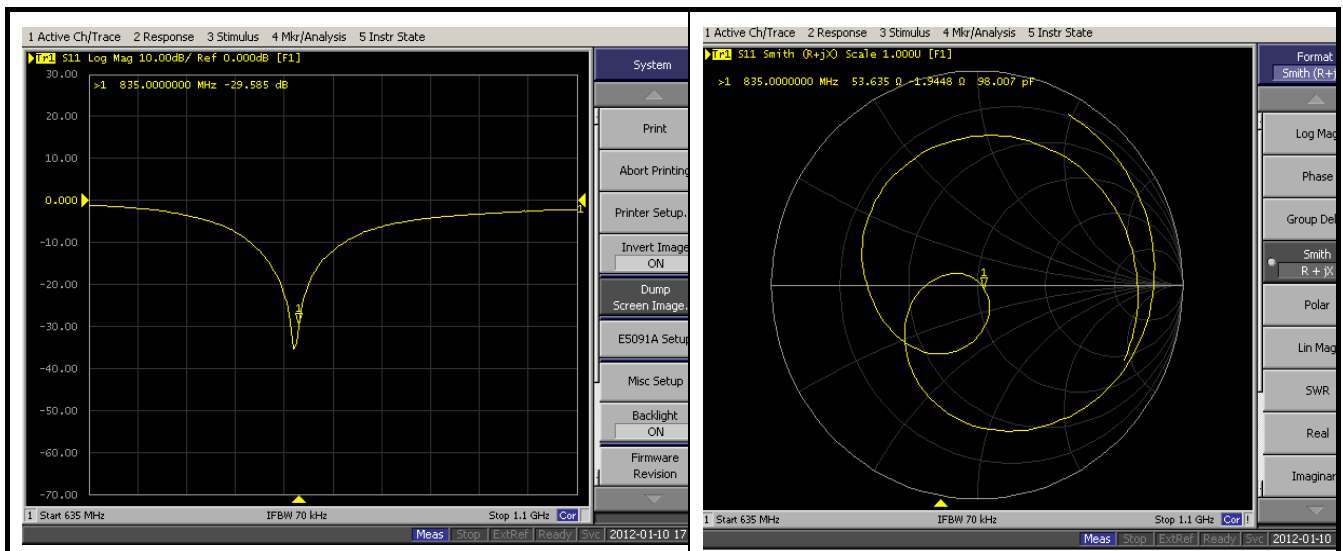 1 Active Ch/Trace 2 Response 3 Stimulus 4 Mkr/Analysis 5 Instr State
Tr1 S11 Log Mag 10.00dB/ Ref 0.000dB [F1]
>1 835.0000000 MHz -29.585 dB
30.00
20.00
10.00
0.000
-10.00
-20.00
-30.00
-40.00
-50.00
-60.00
-70.00
1
1
1 Start 635 MHz IFBW 70 kHz Stop 1.1 GHz Cor
Meas Stop ExtRef Ready Svc 2012-01-10 17
System
Print
Abort Printing
Printer Setup.
Invert Image
ON
Dump
Screen Image.
E5091A Setup
Misc Setup
Backlight
ON
Firmware
Revision
1 Active Ch/Trace 2 Response 3 Stimulus 4 Mkr/Analysis 5 Instr State
Tr1 S11 Smith (R+jX) Scale 1.000U [F1]
>1 835.0000000 MHz 53.635 Ω -1.9448 Ω 98.007 pF
1
1 Start 635 MHz IFBW 70 kHz Stop 1.1 GHz Cor !
Meas Stop ExtRef Ready Svc 2012-01-10
Format
Smith (R+j
Log Mag
Phase
Group Del
Smith
R + jX
Polar
Lin Mag
SWR
Real
Imaginar